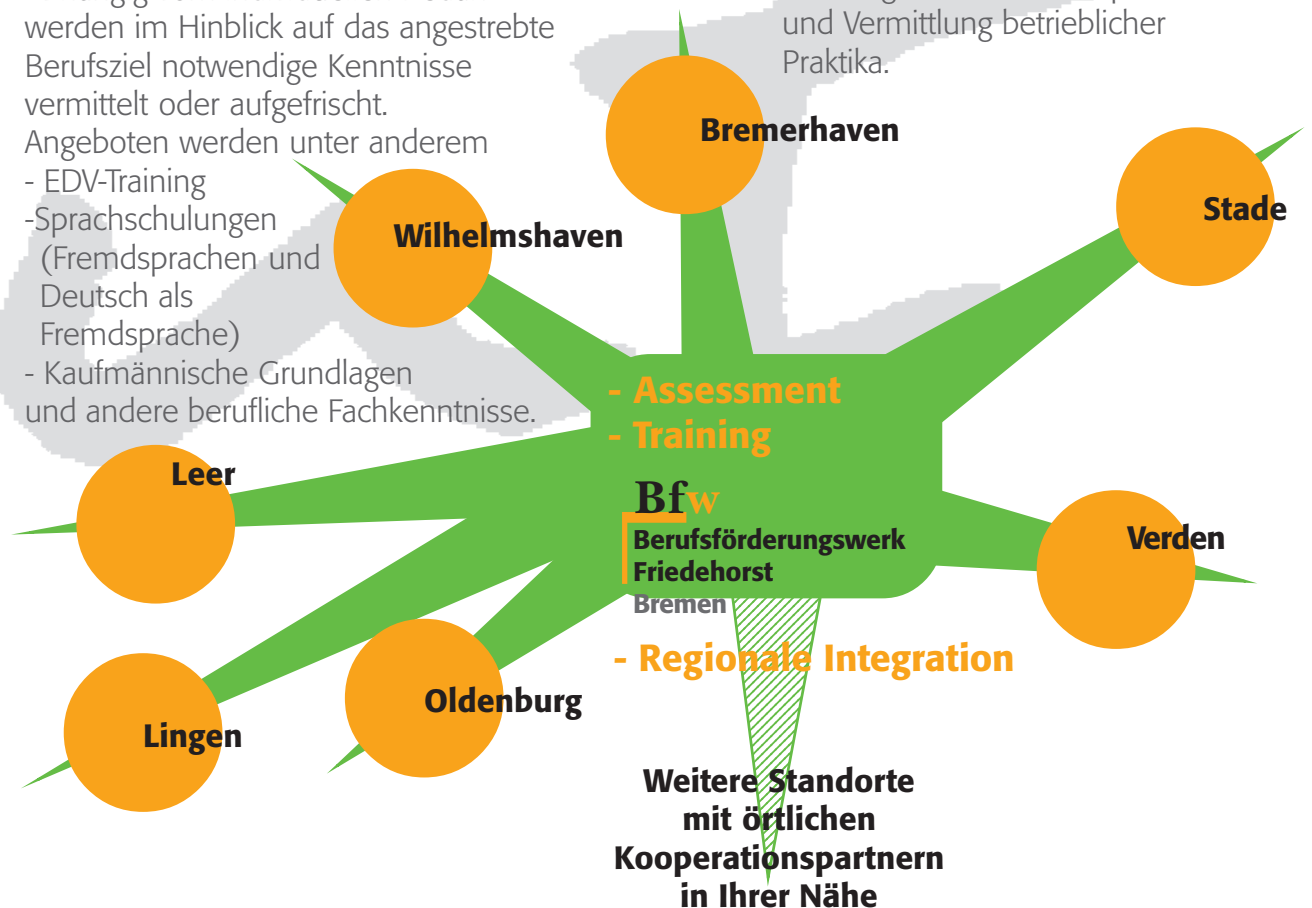 werden im Hinblick auf das angestrebte
Berufsziel notwendige Kenntnisse
vermittelt oder aufgefrischt.
Angeboten werden unter anderem
- EDV-Training
-Sprachschulungen
(Fremdsprachen und
Deutsch als
Fremdsprache)
- Kaufmännische Grundlagen
und andere berufliche Fachkenntnisse.
und Vermittlung betrieblicher
Praktika.
Bremerhaven
Stade
Wilhelmshaven
- Assessment
- Training
Leer
Bfw
Berufsförderungswerk
Friedehorst
Bremen
Verden
- Regionale Integration
Oldenburg
Lingen
Weitere Standorte
mit örtlichen
Kooperationspartnern
in Ihrer Nähe